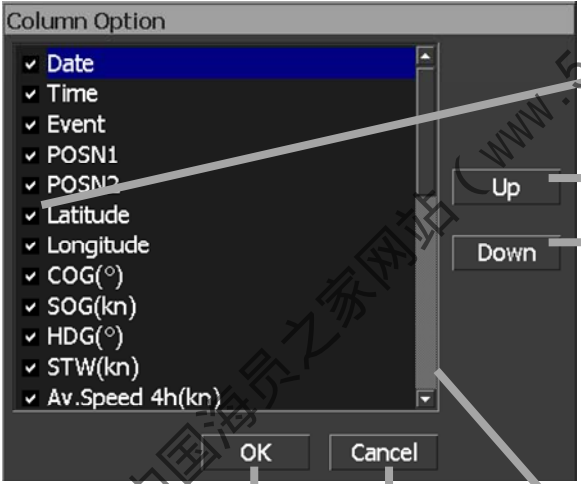 Column Option
Date
Time
Event
POSN1
POSN2
Latitude
Longitude
COG(°)
SOG(kn)
HDG(°)
STW(kn)
Av.Speed 4h(kn)
Up
Down
OK
Cancel
中国海员之家网站（www.5